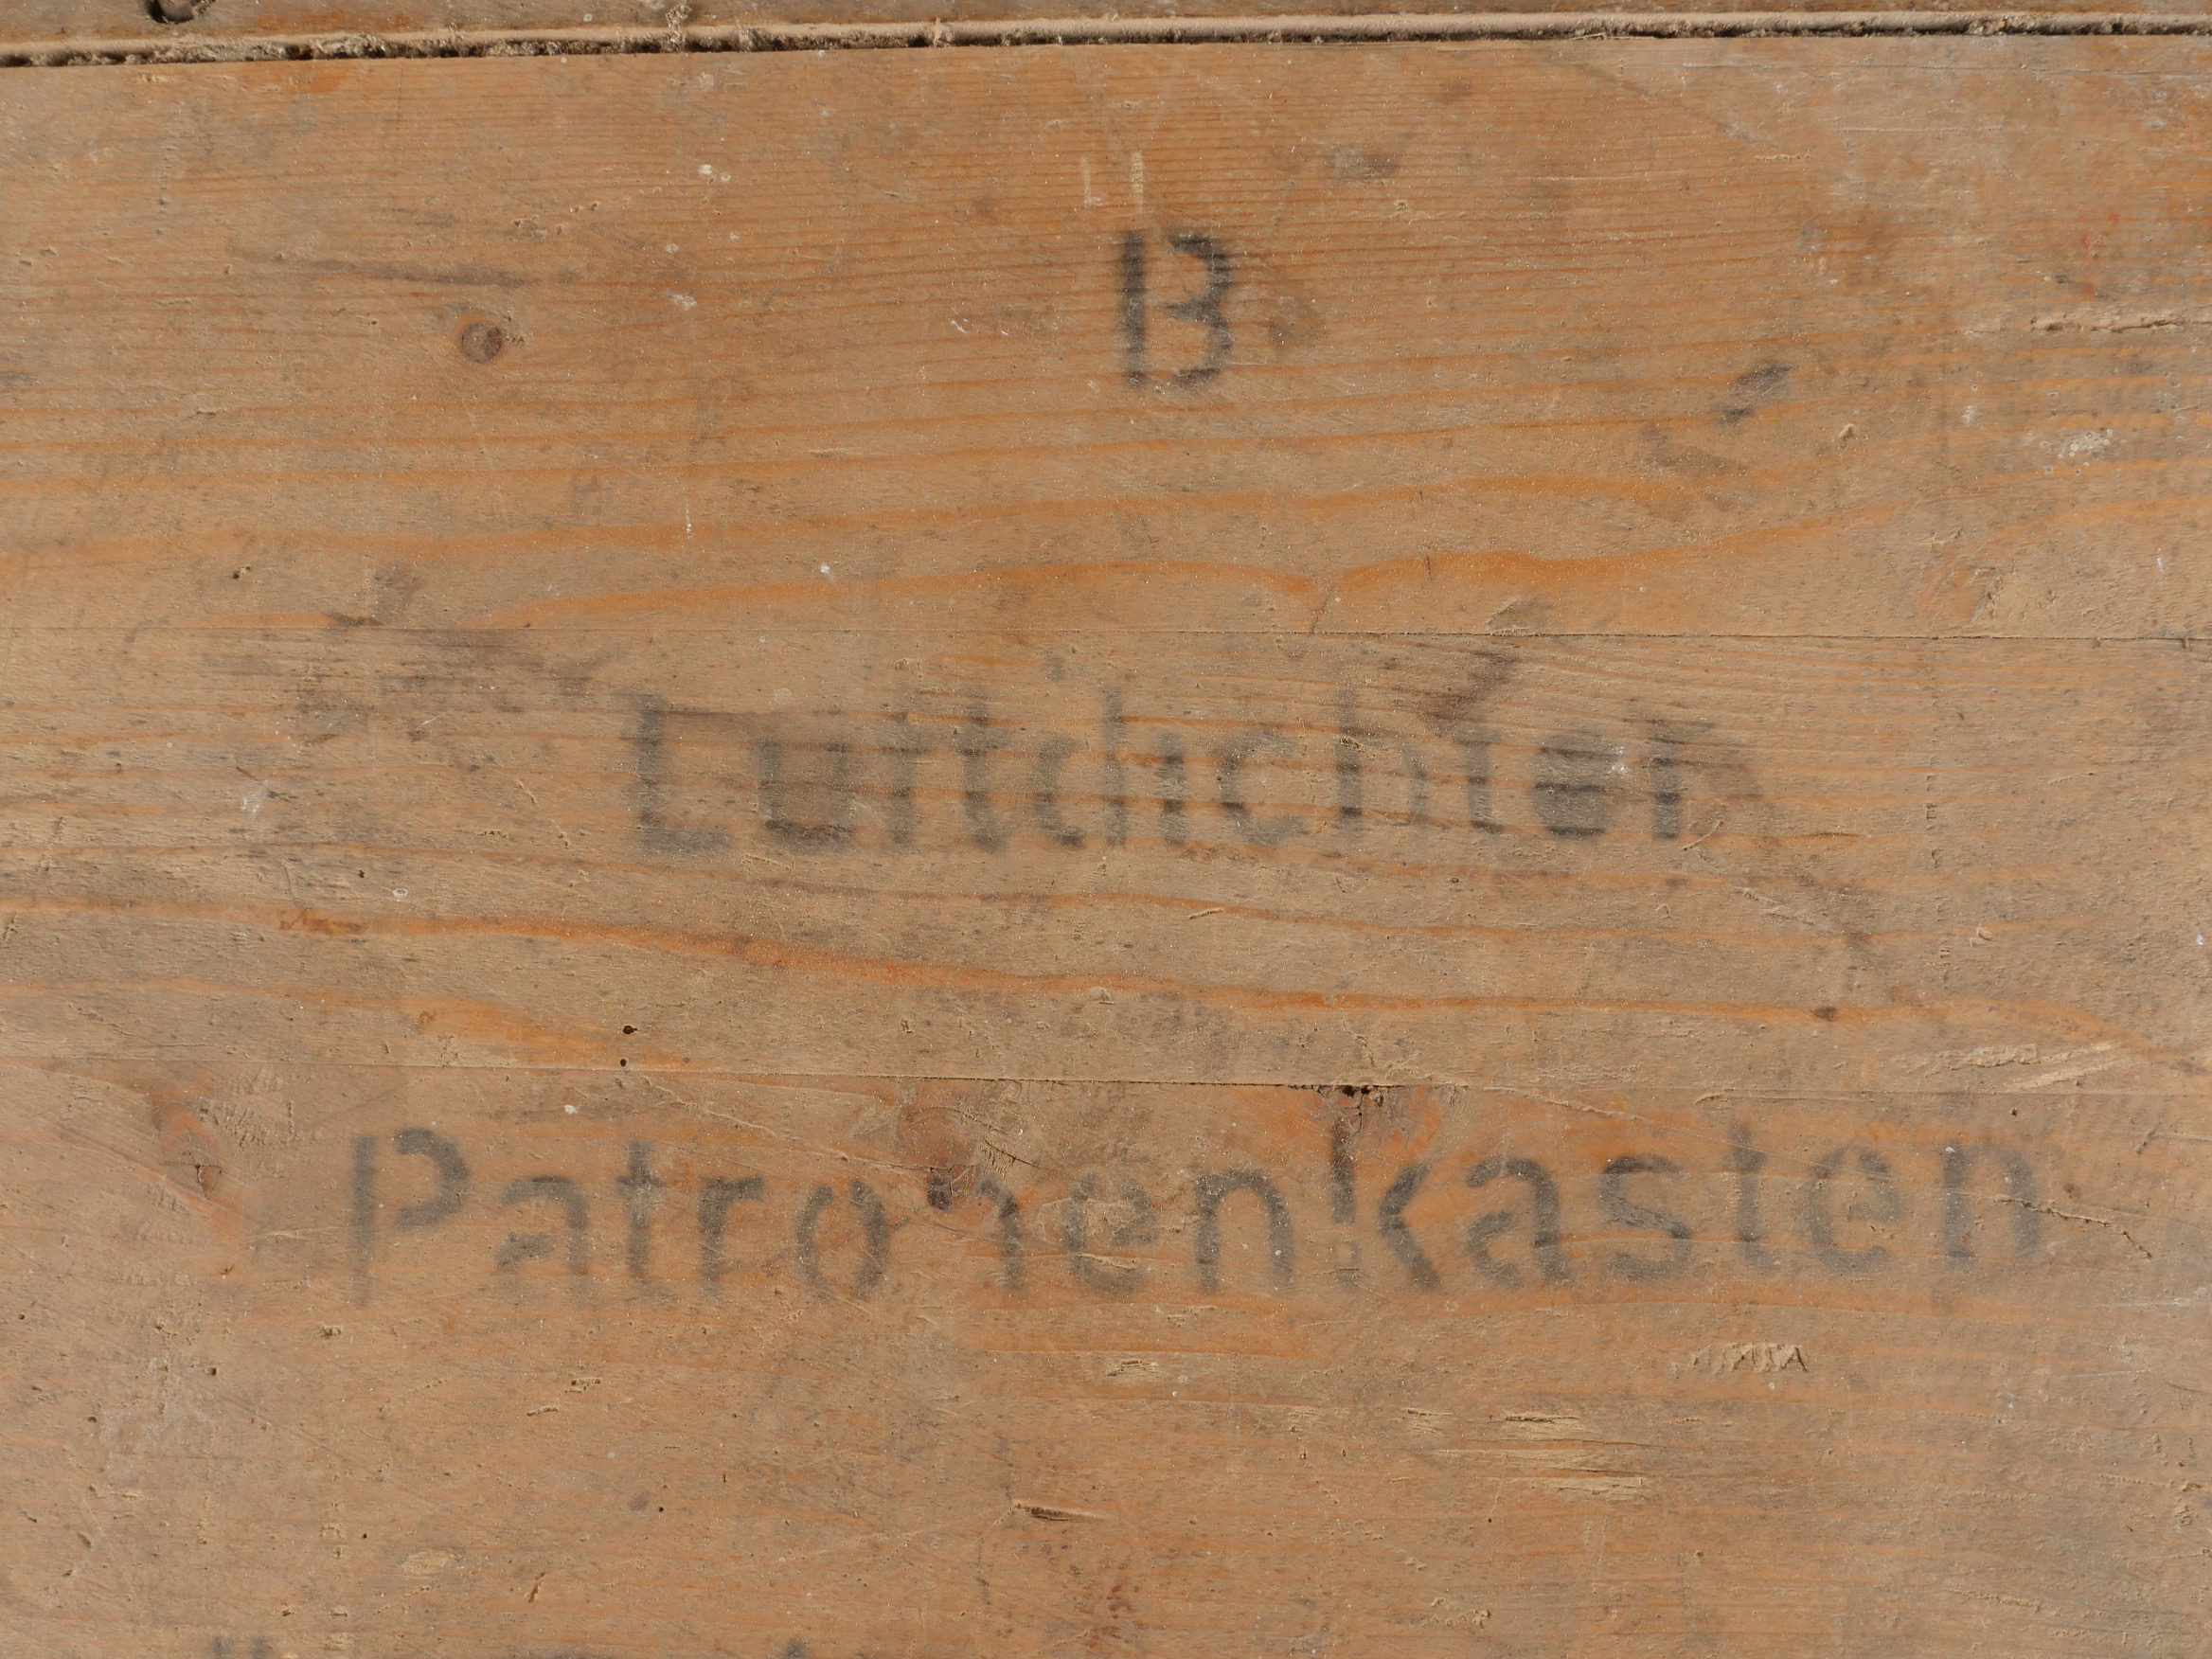 B
Luftdichter
Patronenkasten